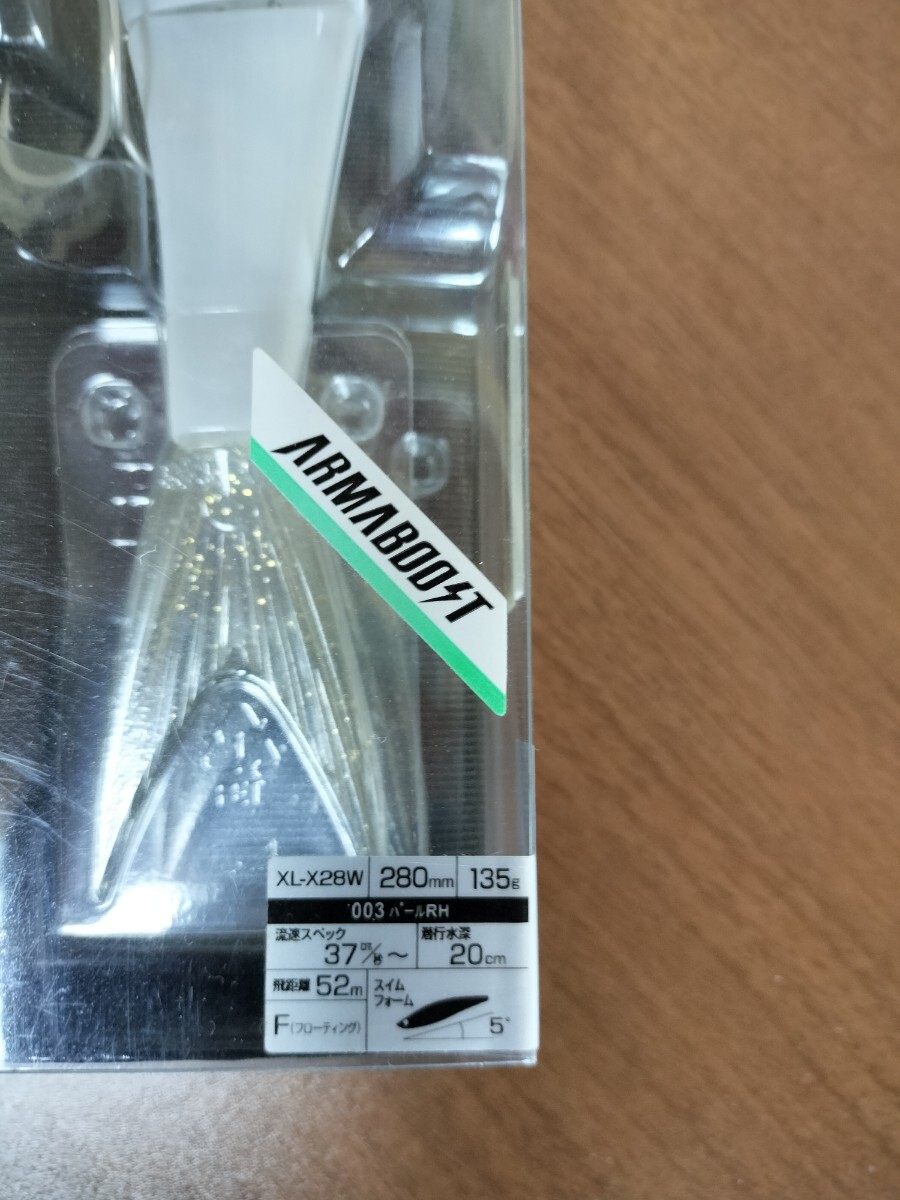 ARMABOOST
XL-X28W 280mm 135g
003 パールRH
流速スペック 37cm/秒～
潜行水深 20cm
飛距離 52m
F(フローティング)
スイム
フォーム
5°